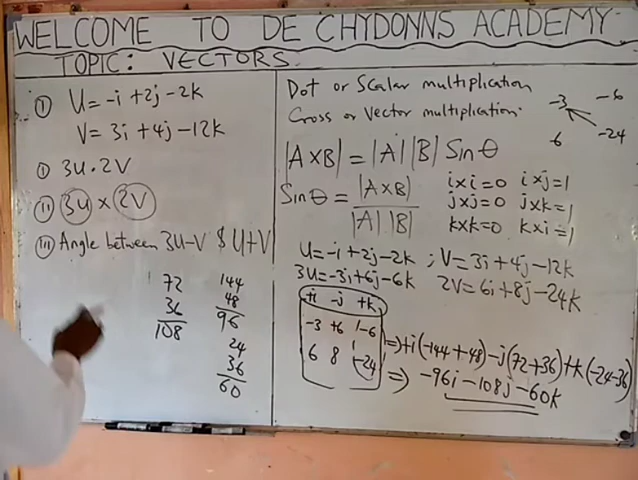 WELCOME TO DE CHYDONNS ACADEMY
TOPIC: VECTORS
① U = -i + 2j - 2k
V = 3i + 4j - 12k
① 3U . 2V
② 3U x 2V
③ Angle between 3U - V & U + V
72
36
108
144
48
96
24
36
60
Dot or Scalar multiplication
Cross or Vector multiplication.
-3 -6
6 -24
|A x B| = |A| |B| Sin θ
Sin θ = |A x B|
|A| |B|
i x i = 0 i x j = 1
j x j = 0 j x k = 1
k x k = 0 k x i = 1
U = -i + 2j - 2k ; V = 3i + 4j - 12k
3U = -3i + 6j - 6k 2V = 6i + 8j - 24k
+i -j +k
-3 +6 -6
6 8 -24
=> +i(-144 + 48) - j(72 + 36) + k(-24 - 36)
=> -96i - 108j - 60k